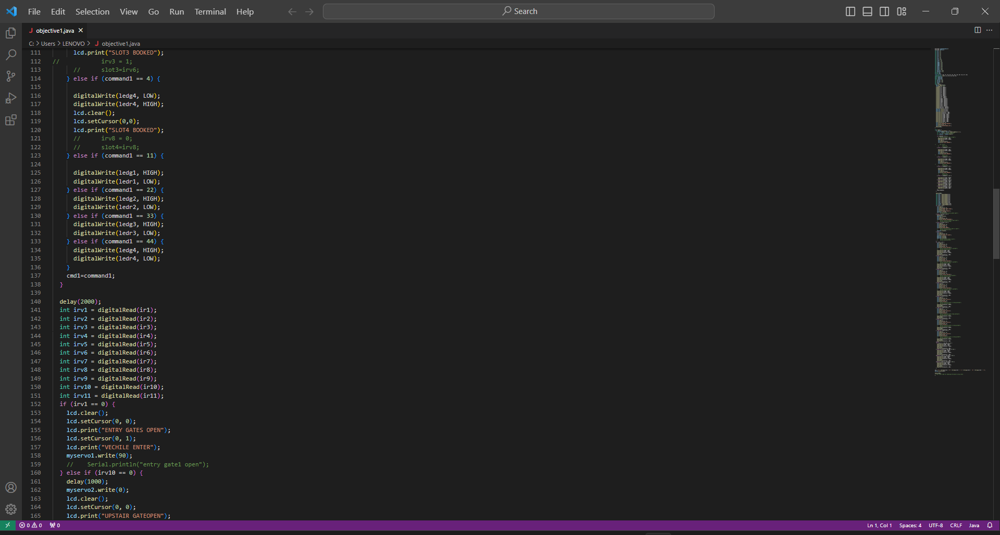 File Edit Selection View Go Run Terminal Help Search
objective1.java
C: > Users > LENOVO > objective1.java
111 lcd.print("SLOT3 BOOKED");
112 // irv3 = 1;
113 // slot3=irv6;
114 } else if (command1 == 4) {
115
116 digitalWrite(ledg4, LOW);
117 digitalWrite(ledr4, HIGH);
118 lcd.clear();
119 lcd.setCursor(0,0);
120 lcd.print("SLOT4 BOOKED");
121 // irv8 = 0;
122 // slot4=irv8;
123 } else if (command1 == 11) {
124
125 digitalWrite(ledg1, HIGH);
126 digitalWrite(ledr1, LOW);
127 } else if (command1 == 22) {
128 digitalWrite(ledg2, HIGH);
129 digitalWrite(ledr2, LOW);
130 } else if (command1 == 33) {
131 digitalWrite(ledg3, HIGH);
132 digitalWrite(ledr3, LOW);
133 } else if (command1 == 44) {
134 digitalWrite(ledg4, HIGH);
135 digitalWrite(ledr4, LOW);
136 }
137 cmd1=command1;
138 }
139
140 delay(2000);
141 int irv1 = digitalRead(ir1);
142 int irv2 = digitalRead(ir2);
143 int irv3 = digitalRead(ir3);
144 int irv4 = digitalRead(ir4);
145 int irv5 = digitalRead(ir5);
146 int irv6 = digitalRead(ir6);
147 int irv7 = digitalRead(ir7);
148 int irv8 = digitalRead(ir8);
149 int irv9 = digitalRead(ir9);
150 int irv10 = digitalRead(ir10);
151 int irv11 = digitalRead(ir11);
152 if (irv1 == 0) {
153 lcd.clear();
154 lcd.setCursor(0, 0);
155 lcd.print("ENTRY GATES OPEN");
156 lcd.setCursor(0, 1);
157 lcd.print("VECHILE ENTER");
158 myservo1.write(90);
159 // Serial.println("entry gate1 open");
160 } else if (irv10 == 0) {
161 delay(1000);
162 myservo2.write(0);
163 lcd.clear();
164 lcd.setCursor(0, 0);
165 lcd.print("UPSTAIR GATEOPEN");
0 0 0 Ln 1, Col 1 Spaces: 4 UTF-8 CRLF Java